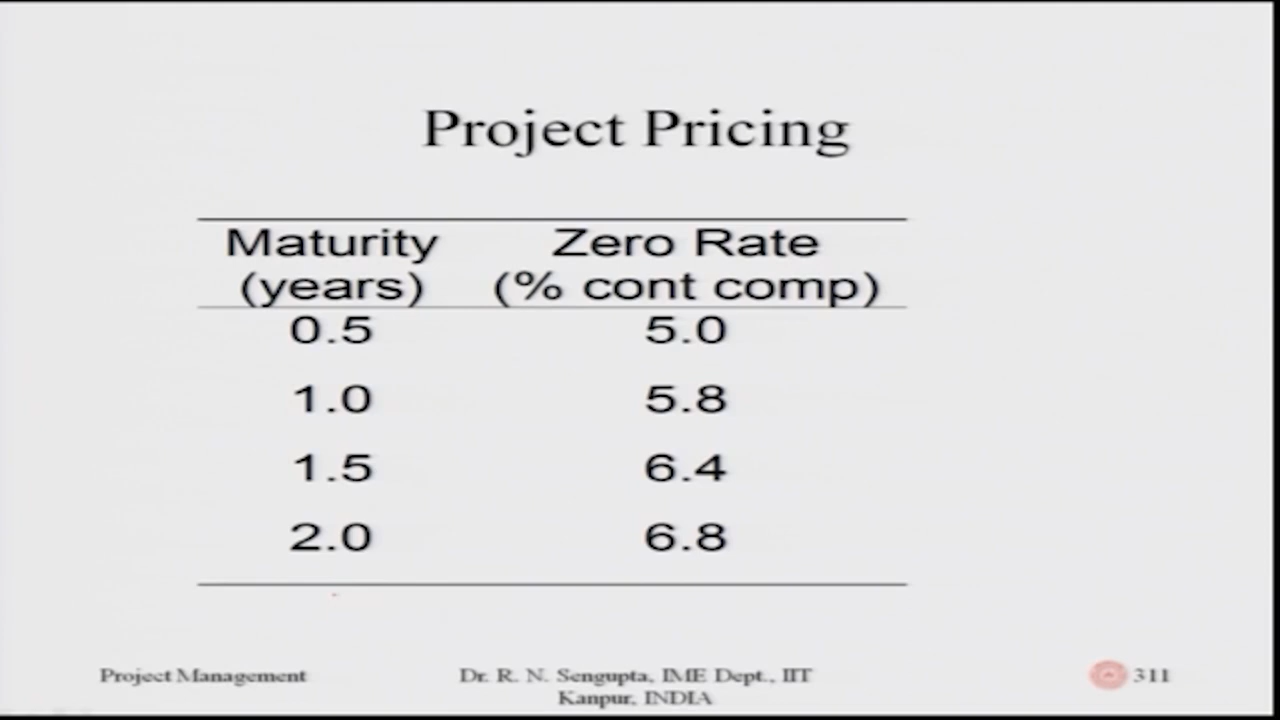 Project Pricing
Maturity Zero Rate
(years) (% cont comp)
0.5 5.0
1.0 5.8
1.5 6.4
2.0 6.8
Project Management
Dr. R. N. Sengupta, IME Dept., IIT
Kanpur, INDIA
311